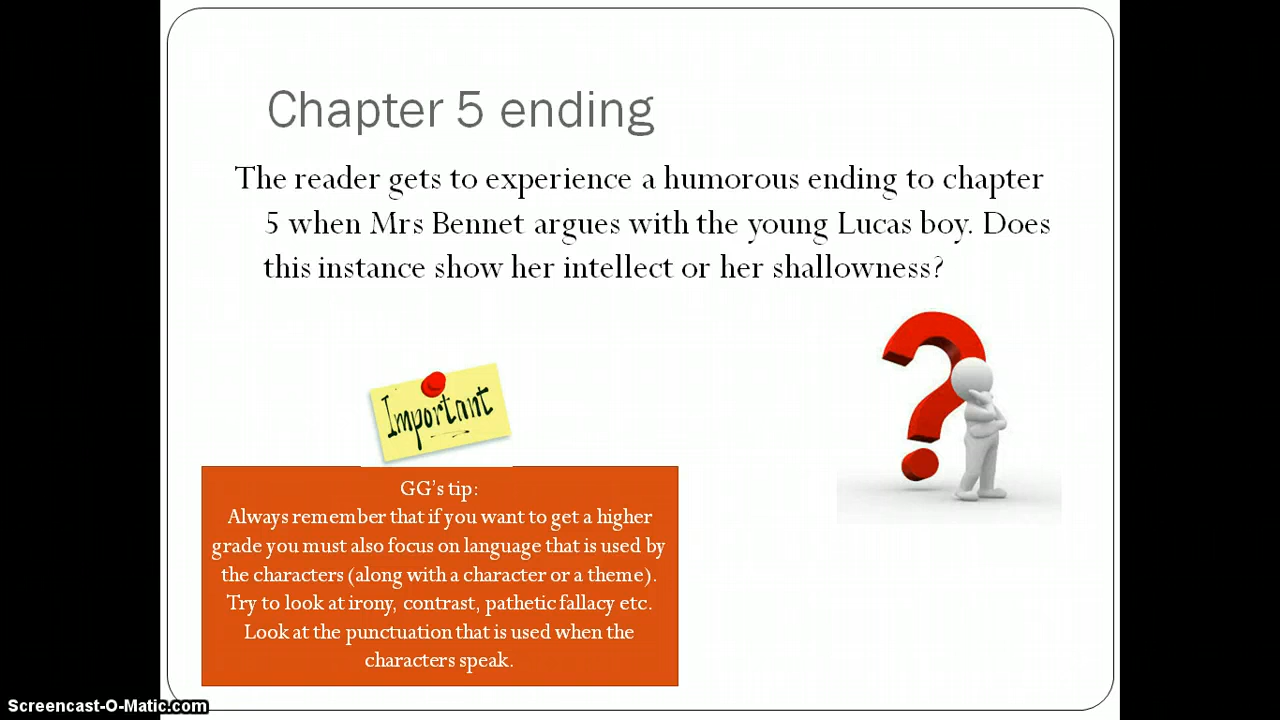 Chapter 5 ending
The reader gets to experience a humorous ending to chapter
5 when Mrs Bennet argues with the young Lucas boy. Does
this instance show her intellect or her shallowness?
Important
GG's tip:
Always remember that if you want to get a higher
grade you must also focus on language that is used by
the characters (along with a character or a theme).
Try to look at irony, contrast, pathetic fallacy etc.
Look at the punctuation that is used when the
characters speak.
Screencast-O-Matic.com